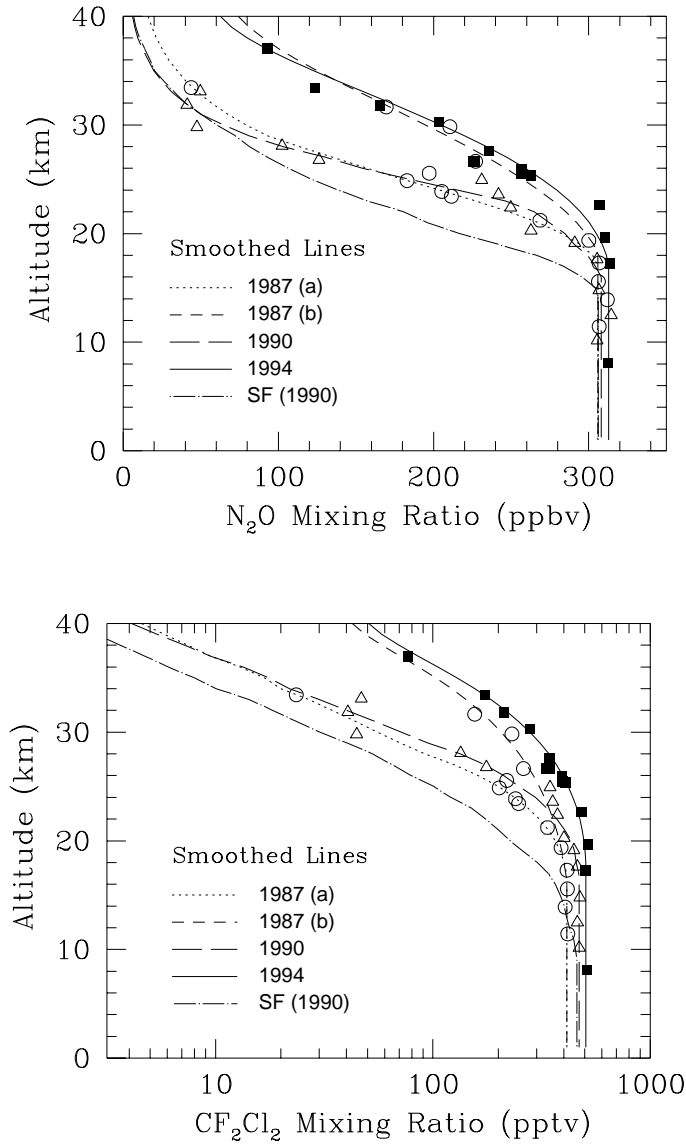 40
30
20
10
0
Altitude (km)
Smoothed Lines
1987 (a)
1987 (b)
1990
1994
SF (1990)
0 100 200 300
N₂O Mixing Ratio (ppbv)
40
30
20
10
0
Altitude (km)
Smoothed Lines
1987 (a)
1987 (b)
1990
1994
SF (1990)
10 100 1000
CF₂Cl₂ Mixing Ratio (pptv)